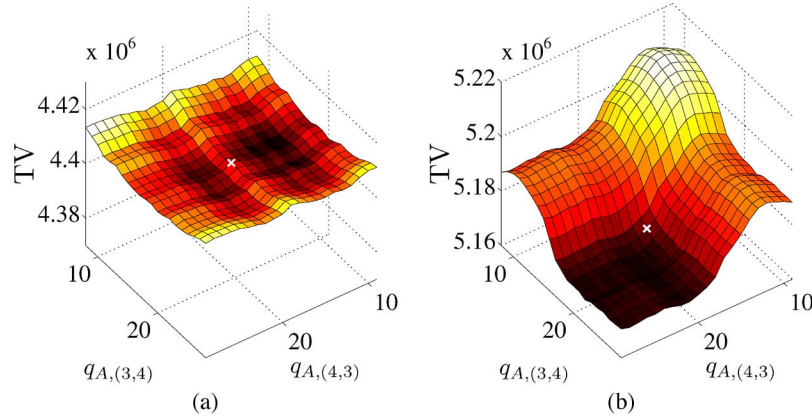 x 10^6
4.42
4.4
4.38
TV
10
20
q_{A,(3,4)}
20
10
q_{A,(4,3)}
(a)
x 10^6
5.22
5.2
5.18
5.16
TV
10
20
q_{A,(3,4)}
20
10
q_{A,(4,3)}
(b)